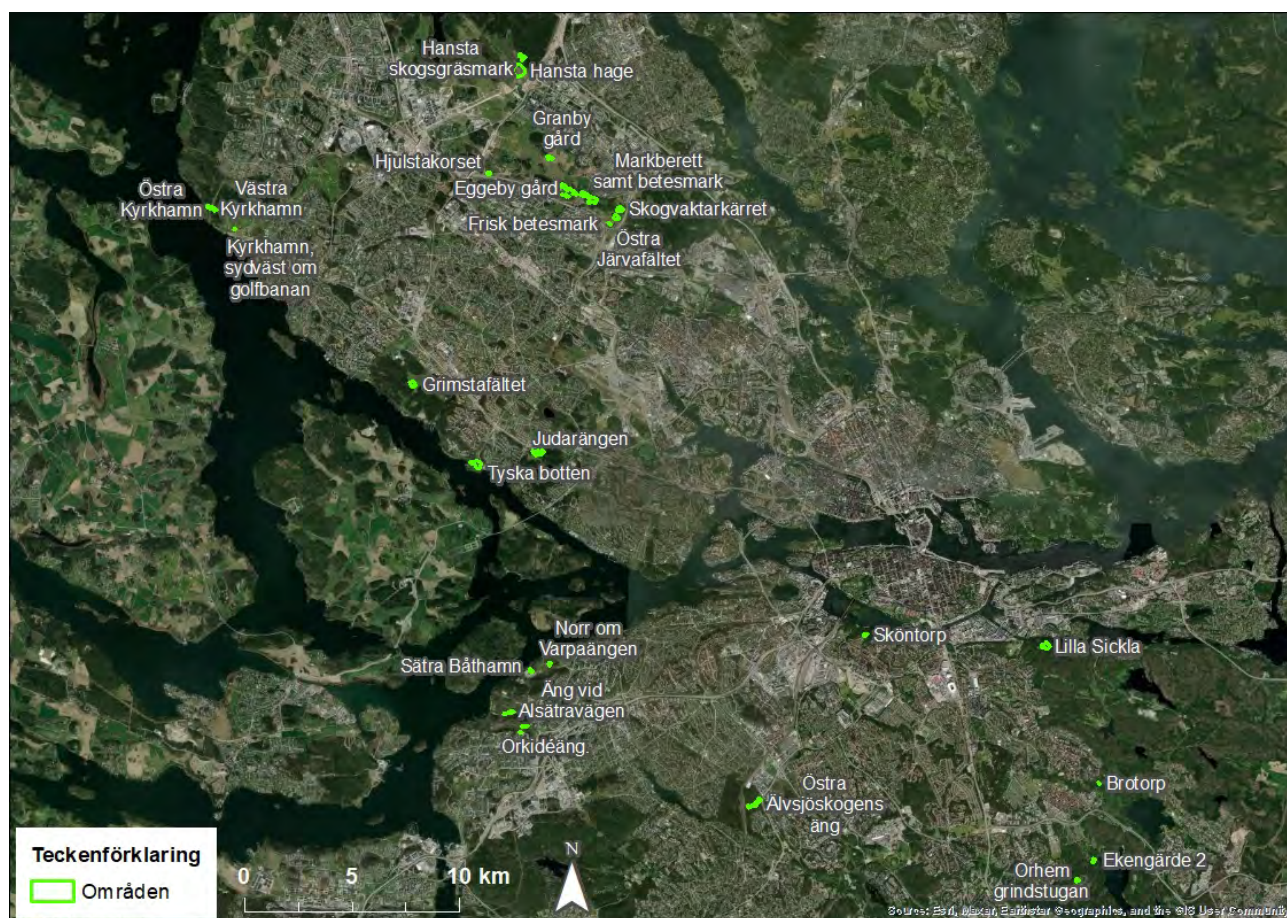 Hansta
skogsgräsmark
Hansta hage
Granby
gård
Hjulstakorset
Markberett
samt betesmark
Eggeby gård
Östra
Kyrkhamn
Västra
Kyrkhamn
Skogvaktarkärret
Frisk betesmark
Östra
Järvafältet
Kyrkhamn,
sydväst om
golfbanan
Grimstafältet
Judarängen
Tyska botten
Norr om
Varpaängen
Sätra Båthamn
Sköntorp
Lilla Sickla
Äng vid
Alsätravägen
Orkidéäng.
Östra
Älvsjöskogens
äng
Brotorp
Ekengärde 2
Orhem
grindstugan
Teckenförklaring
Områden
0 5 10 km
N
Source: Esri, Maxar, Earthstar Geographics, and the GIS User Communit